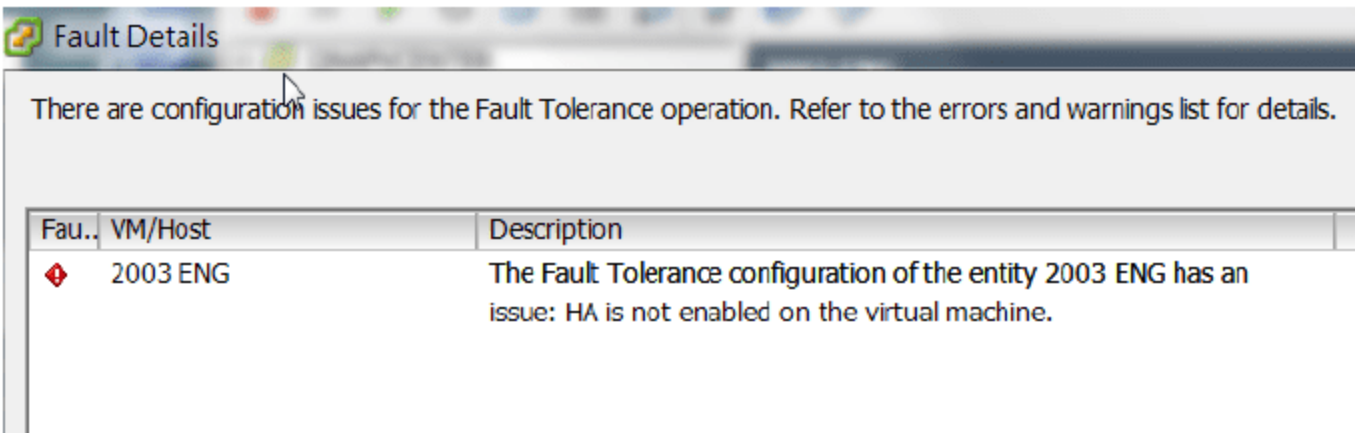 Fault Details
There are configuration issues for the Fault Tolerance operation. Refer to the errors and warnings list for details.
Fau.. VM/Host Description
2003 ENG The Fault Tolerance configuration of the entity 2003 ENG has an
issue: HA is not enabled on the virtual machine.